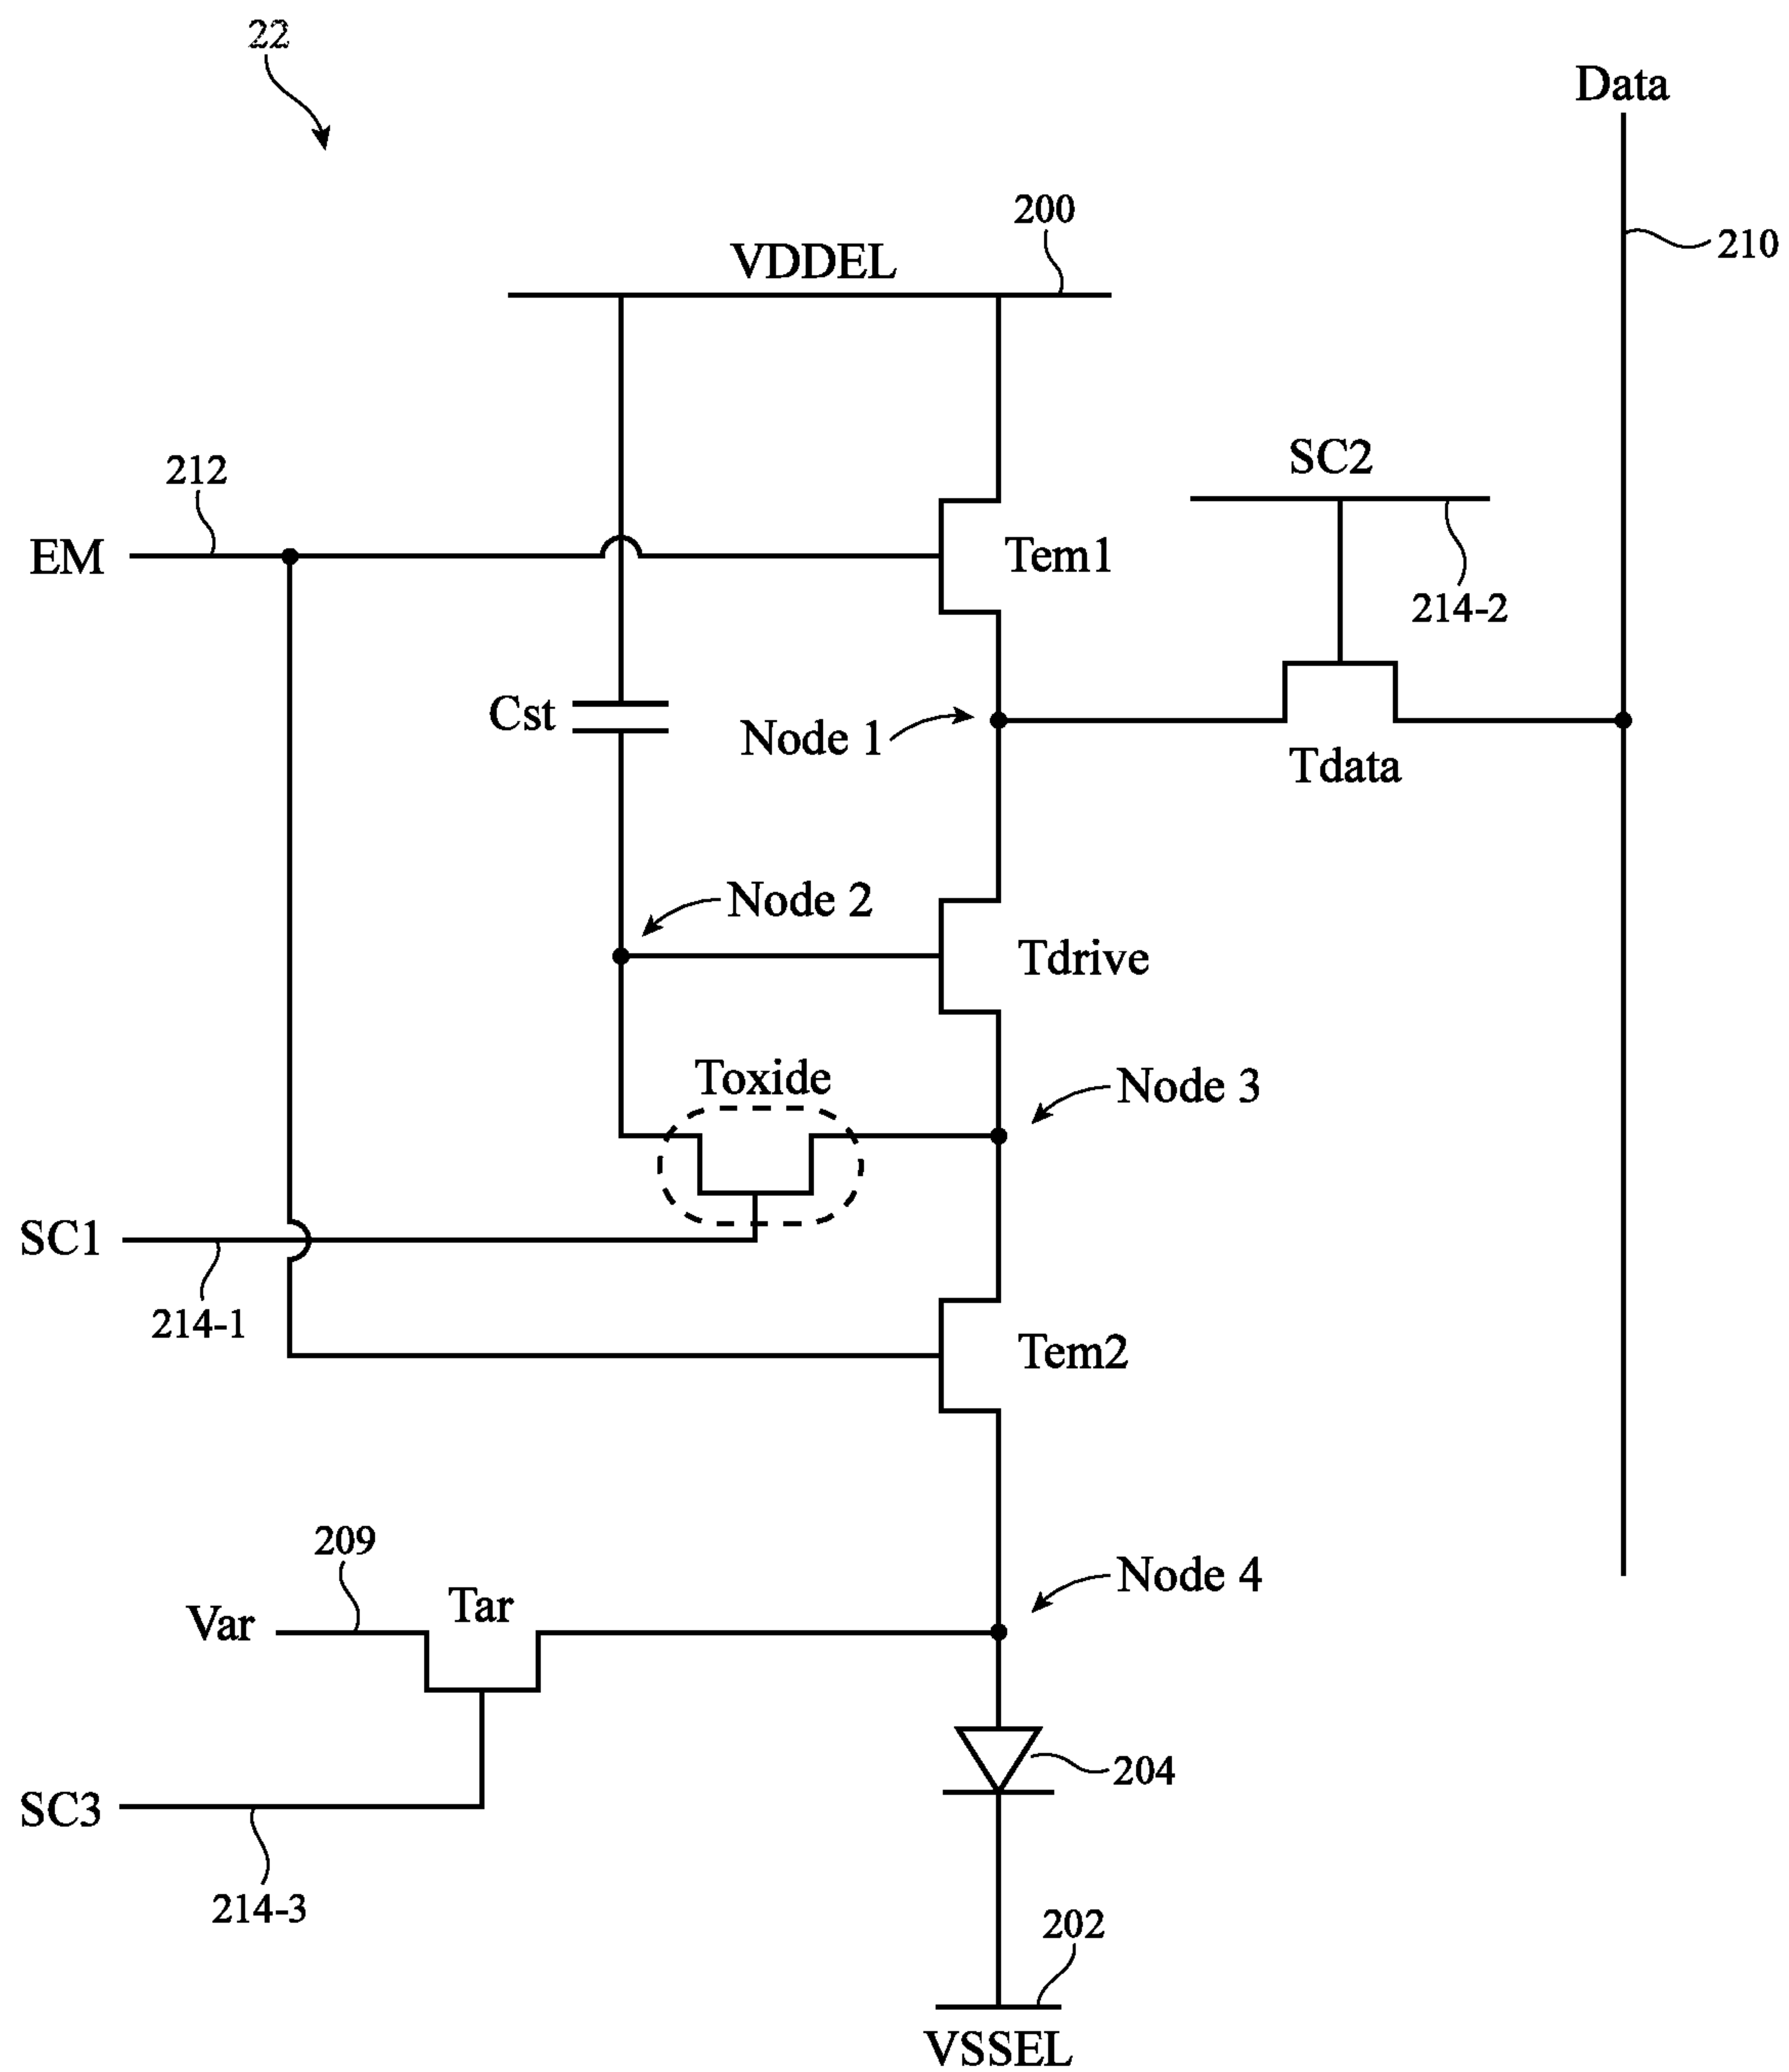 22
Data
200
210
VDDEL
SC2
212
EM
Tem1
214-2
Cst
Node 1
Tdata
Node 2
Tdrive
Toxide
Node 3
SC1
214-1
Tem2
209
Node 4
Var
Tar
204
SC3
214-3
202
VSSEL